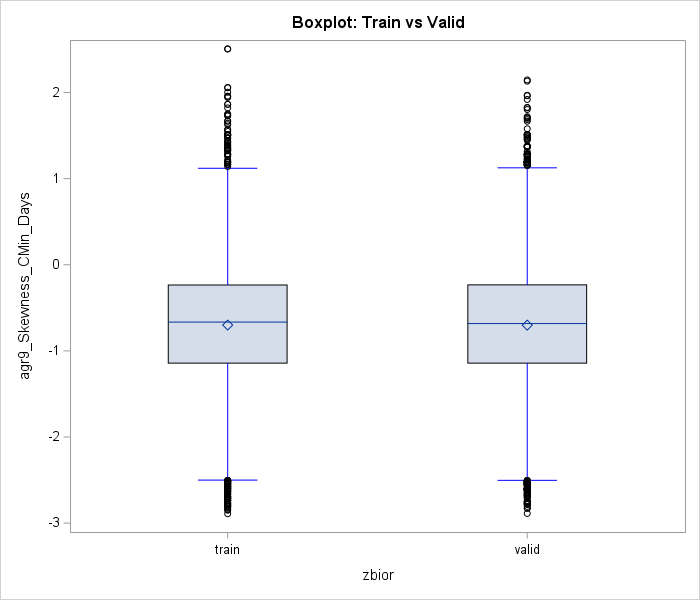 Boxplot: Train vs Valid
agr9_Skewness_CMin_Days
2
1
0
-1
-2
-3
train
valid
zbior